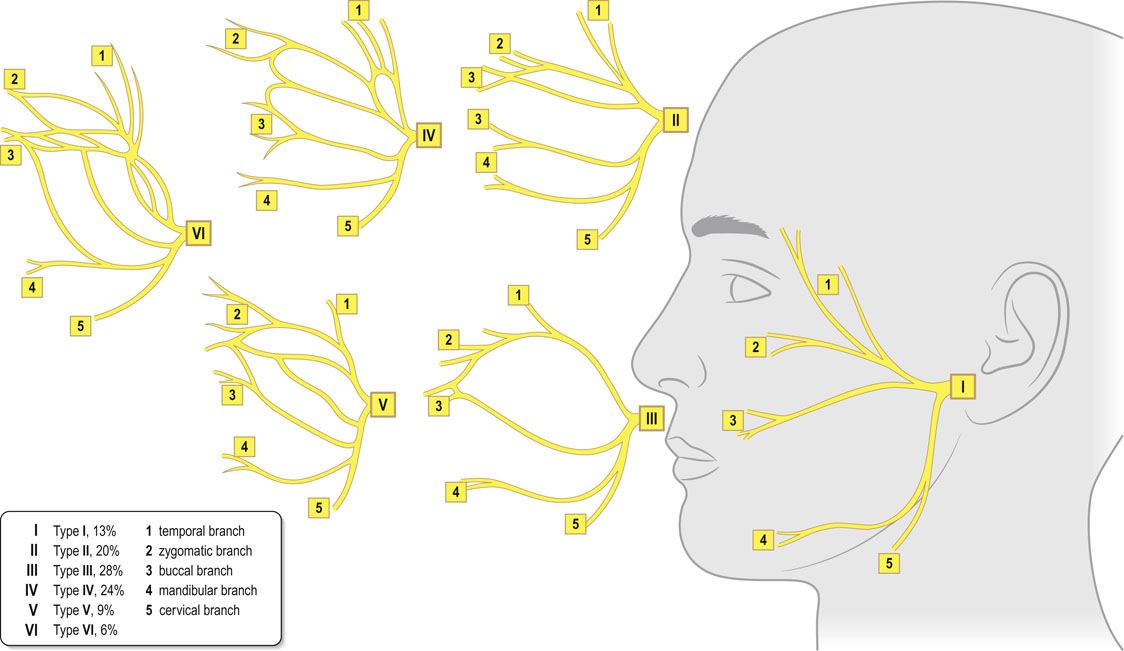 1
2
3
VI
4
5
1
2
3
IV
4
5
1
2
3
II
3
4
5
1
2
V
3
4
5
1
2
3
III
4
5
1
2
I
3
4
5
I Type I, 13% 1 temporal branch
II Type II, 20% 2 zygomatic branch
III Type III, 28% 3 buccal branch
IV Type IV, 24% 4 mandibular branch
V Type V, 9% 5 cervical branch
VI Type VI, 6%